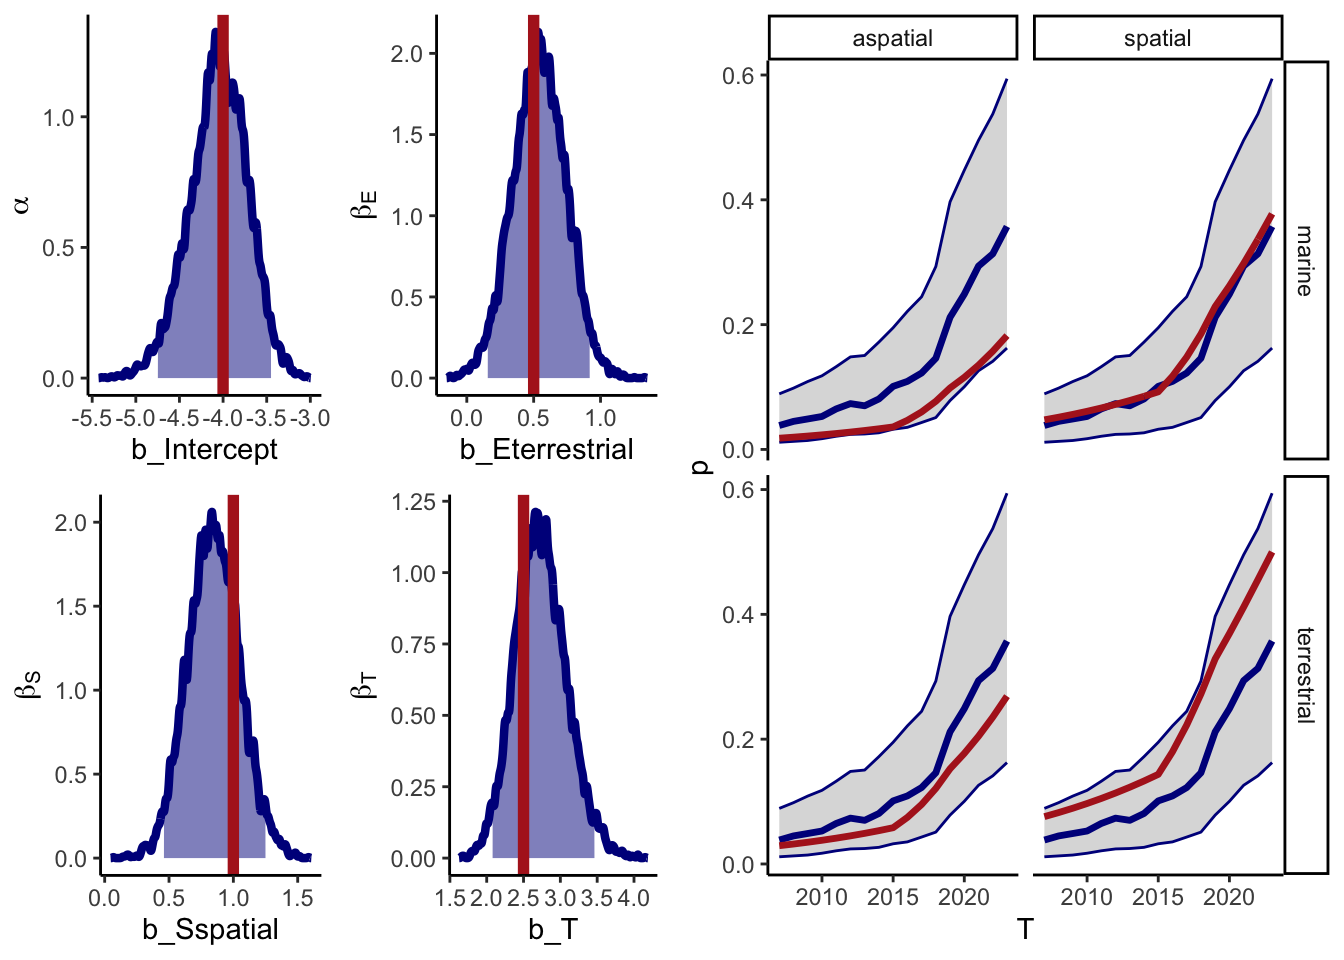 α
1.0
0.5
0.0
-5.5 -5.0 -4.5 -4.0 -3.5 -3.0
b_Intercept
βE
2.0
1.5
1.0
0.5
0.0
0.0 0.5 1.0
b_Eterrestrial
βS
2.0
1.5
1.0
0.5
0.0
0.0 0.5 1.0 1.5
b_Sspatial
βT
1.25
1.00
0.75
0.50
0.25
0.00
1.5 2.0 2.5 3.0 3.5 4.0
b_T
aspatial spatial
p
0.6
0.4
0.2
0.0
marine
0.6
0.4
0.2
0.0
terrestrial
2010 2015 2020 2010 2015 2020
T